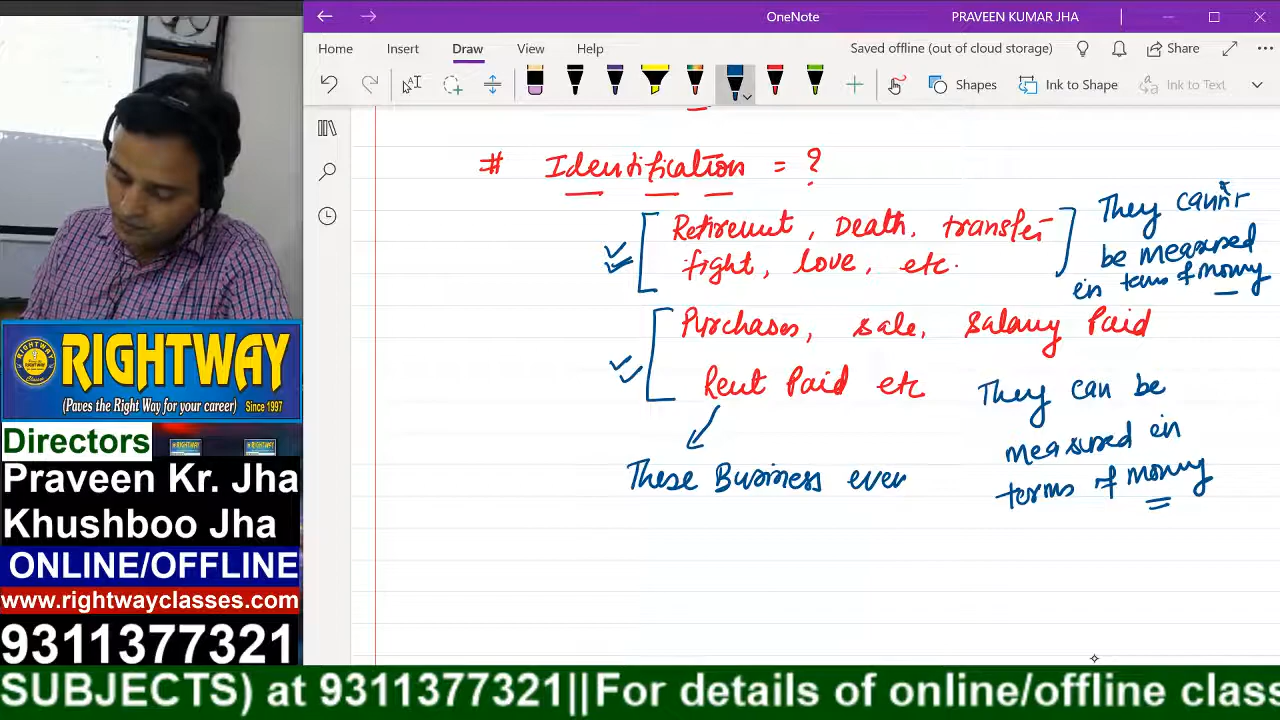 OneNote
PRAVEEN KUMAR JHA
Home Insert Draw View Help
Saved offline (out of cloud storage)
Share
Shapes
Ink to Shape
Ink to Text
# Identification = ?
Retirement, Death, transfer
fight, love, etc.
They cannot
be measured
in terms of money
Purchases, sale, Salary Paid
Rent Paid etc
They can be
measured in
terms of money
These Business even
RIGHTWAY
(Paves the Right Way for your career) Since 1997
Directors
Praveen Kr. Jha
Khushboo Jha
ONLINE/OFFLINE
www.rightwayclasses.com
9311377321
SUBJECTS) at 9311377321||For details of online/offline class